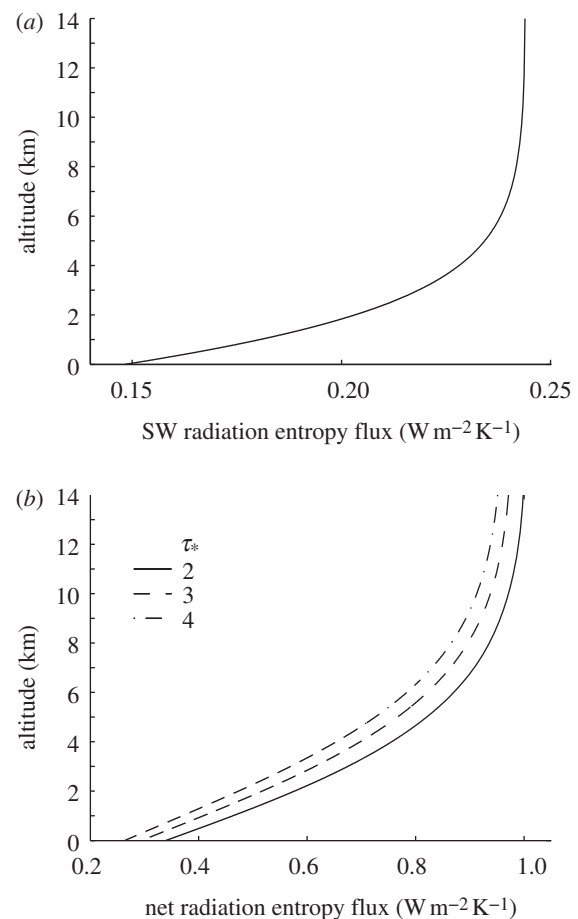 (a)
14
12
10
8
6
4
2
0
altitude (km)
0.15 0.20 0.25
SW radiation entropy flux (W m−2 K−1)
(b)
14
12
10
8
6
4
2
0
altitude (km)
τ*
2
3
4
0.2 0.4 0.6 0.8 1.0
net radiation entropy flux (W m−2 K−1)